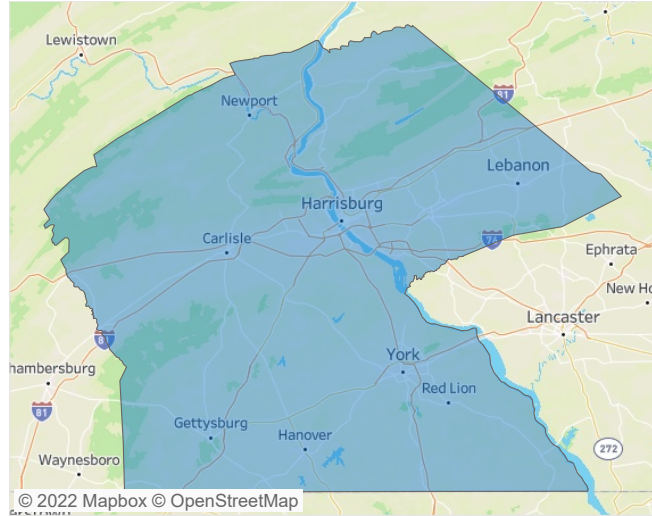 Lewistown
81
Newport
Lebanon
Harrisburg
Carlisle
76
Ephrata
New Ho
Lancaster
81
York
hambersburg
Red Lion
81
Gettysburg
Hanover
272
Waynesboro
© 2022 Mapbox © OpenStreetMap